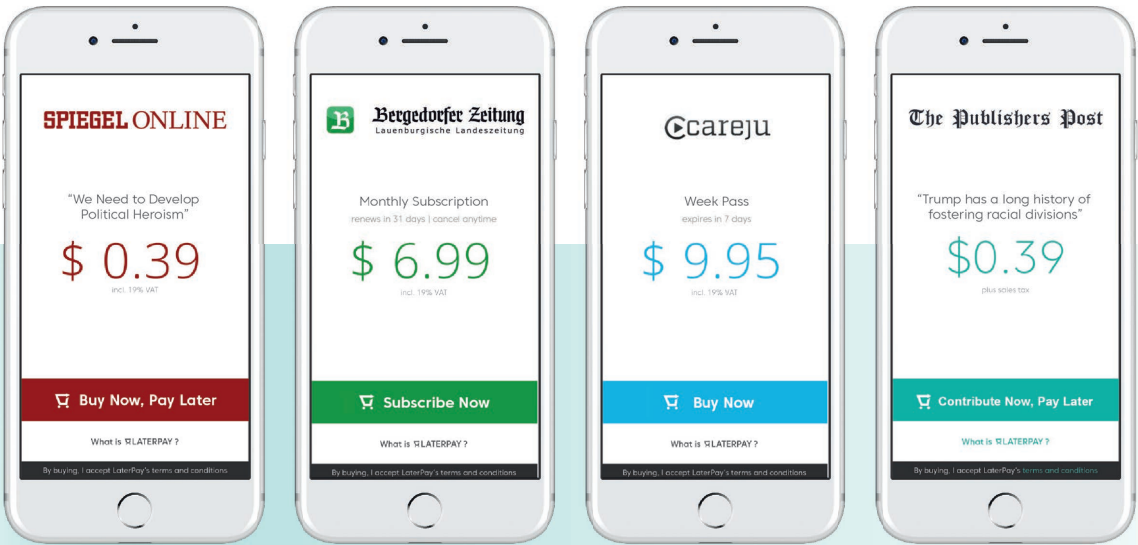 SPIEGEL ONLINE
"We Need to Develop
Political Heroism"
$ 0.39
incl. 19% VAT
Buy Now, Pay Later
What is LATERPAY ?
By buying, I accept LaterPay's terms and conditions
B
Bergedorfer Zeitung
Lauenburgische Landeszeitung
Monthly Subscription
renews in 31 days | cancel anytime
$ 6.99
incl. 19% VAT
Subscribe Now
What is LATERPAY ?
By buying, I accept LaterPay's terms and conditions
careju
Week Pass
expires in 7 days
$ 9.95
incl. 19% VAT
Buy Now
What is LATERPAY ?
By buying, I accept LaterPay's terms and conditions
The Publishers Post
"Trump has a long history of
fostering racial divisions"
$0.39
plus sales tax
Contribute Now, Pay Later
What is LATERPAY ?
By buying, I accept LaterPay's terms and conditions